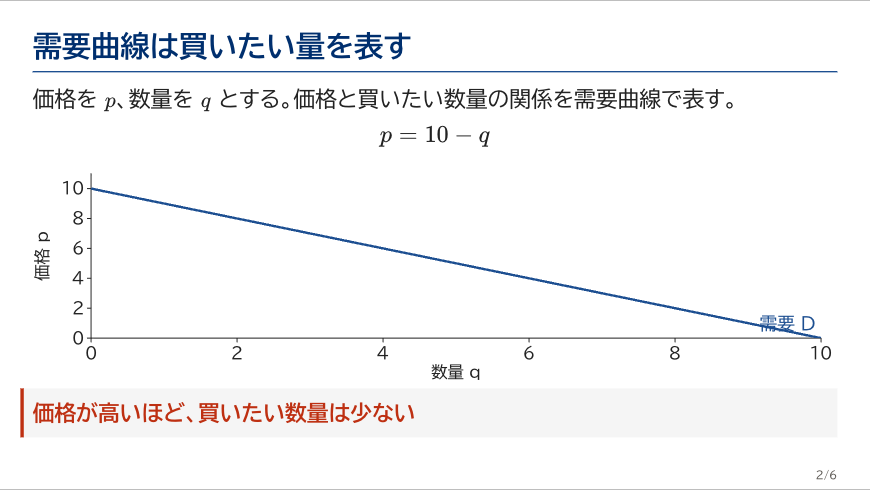 需要曲線は買いたい量を表す
価格を p、数量を q とする。価格と買いたい数量の関係を需要曲線で表す。
p = 10 − q
価格 p
10
8
6
4
2
0
需要 D
0 2 4 6 8 10
数量 q
価格が高いほど、買いたい数量は少ない
2/6